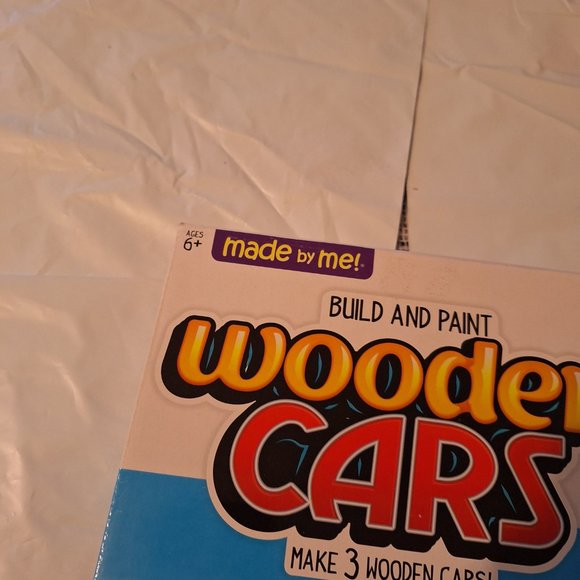 AGES
6+
made by me!
BUILD AND PAINT
wooden
CARS
MAKE 3 WOODEN CARS!